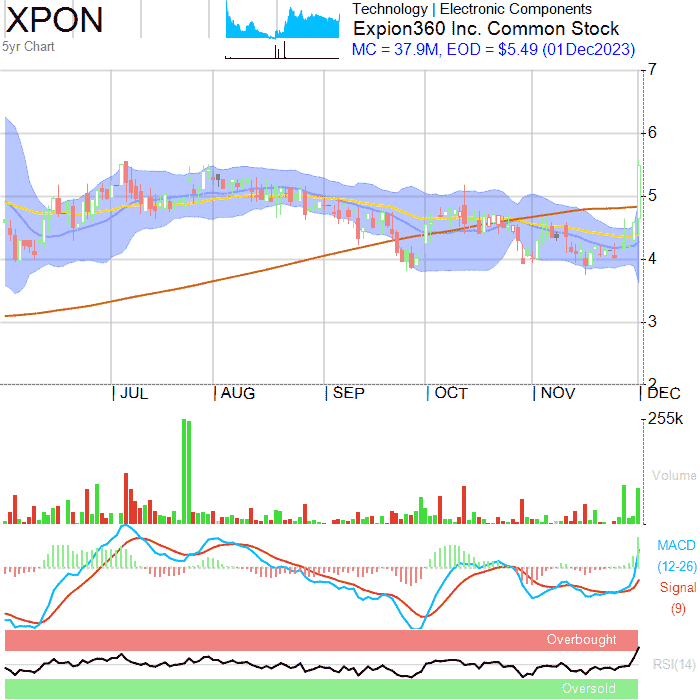 XPON
5yr Chart
Technology | Electronic Components
Expion360 Inc. Common Stock
MC = 37.9M, EOD = $5.49 (01Dec2023)
7
6
5
4
3
2
JUL AUG SEP OCT NOV DEC
255k
Volume
MACD
(12-26)
Signal
(9)
Overbought
RSI(14)
Oversold